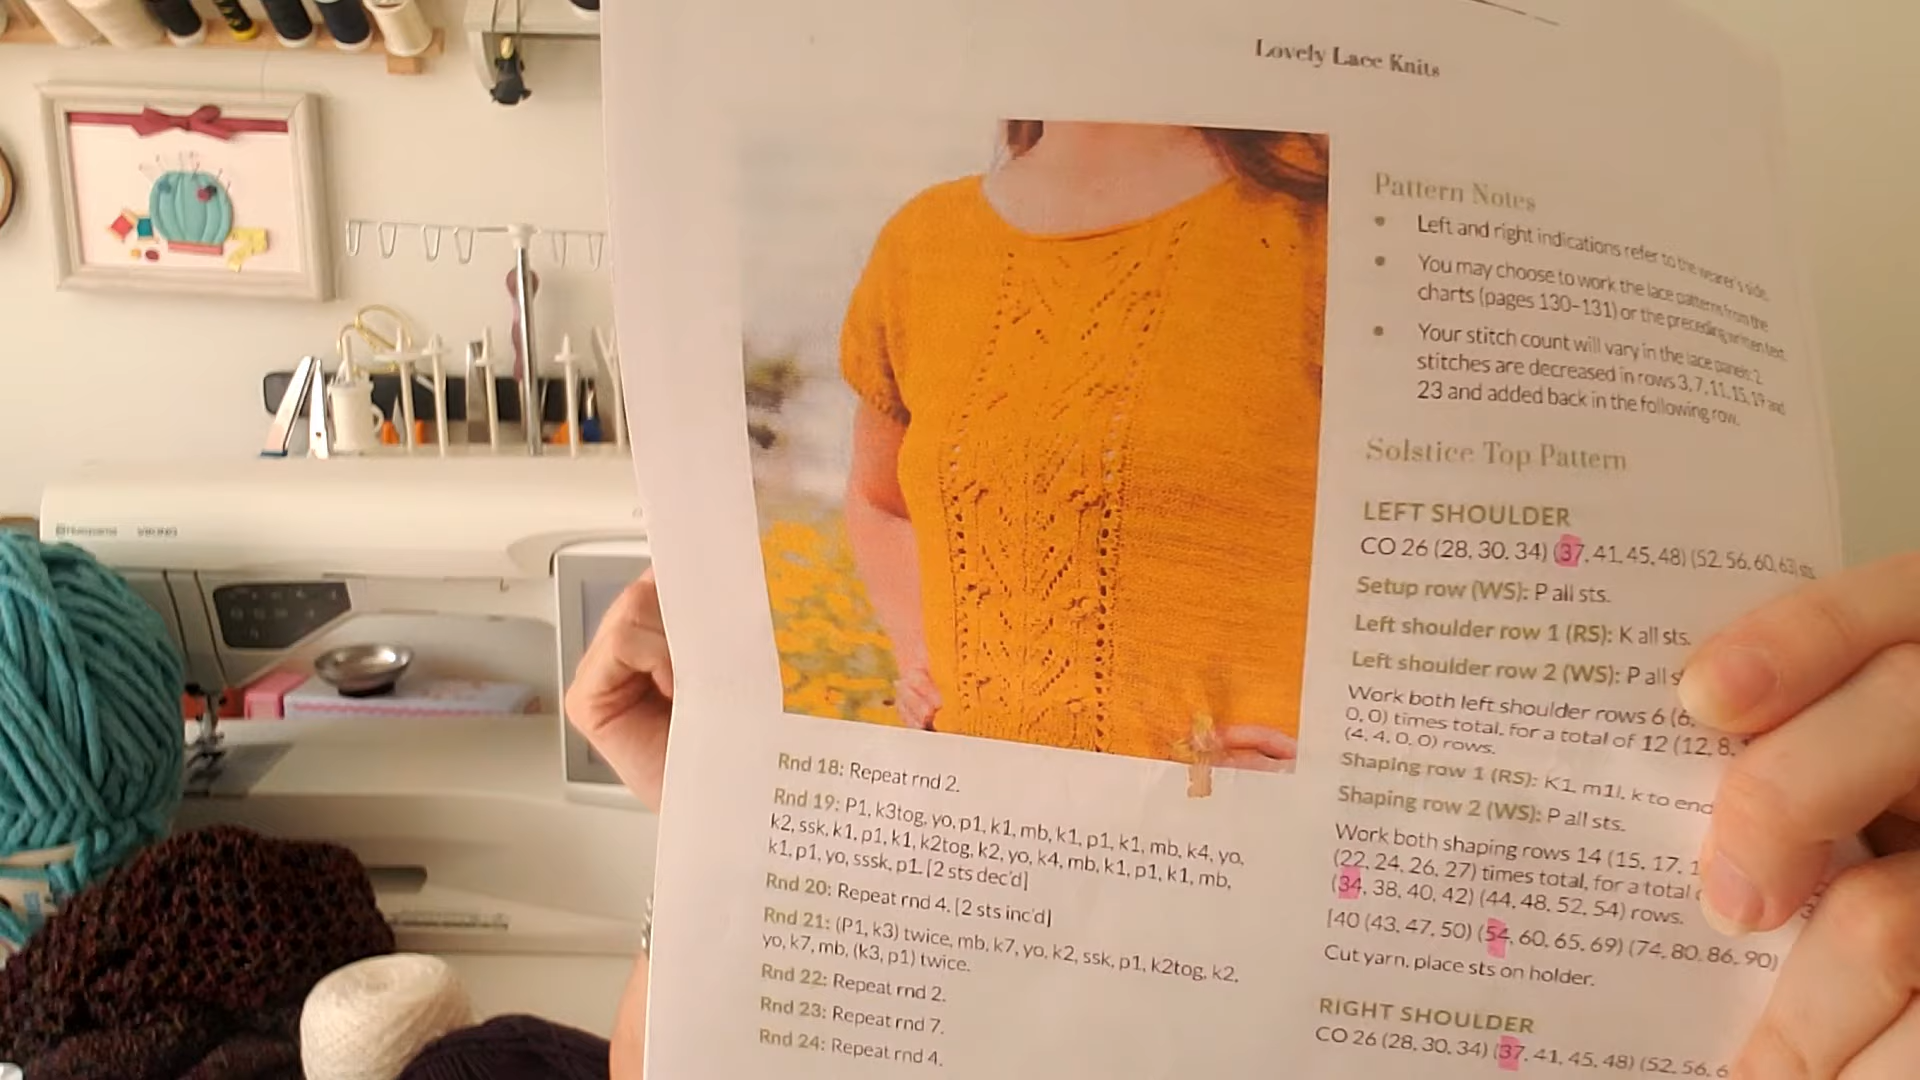 Lovely Lace Knits
Rnd 18: Repeat rnd 2.
Rnd 19: P1, k3tog, yo, p1, k1, mb, k1, p1, k1, mb, k4, yo,
k2, ssk, k1, p1, k1, k2tog, k2, yo, k4, mb, k1, p1, k1, mb,
k1, p1, yo, sssk, p1. [2 sts dec'd]
Rnd 20: Repeat rnd 4. [2 sts inc'd]
Rnd 21: (P1, k3) twice, mb, k7, yo, k2, ssk, p1, k2tog, k2,
yo, k7, mb, (k3, p1) twice.
Rnd 22: Repeat rnd 2.
Rnd 23: Repeat rnd 7.
Rnd 24: Repeat rnd 4.
Pattern Notes
• Left and right indications refer to the wearer's side.
• You may choose to work the lace patterns from the
charts (pages 130–131) or the preceding written text.
• Your stitch count will vary in the lace panels: 2
stitches are decreased in rows 3, 7, 11, 15, 19 and
23 and added back in the following row.
Solstice Top Pattern
LEFT SHOULDER
CO 26 (28, 30, 34) (37, 41, 45, 48) (52, 56, 60, 63) sts.
Setup row (WS): P all sts.
Left shoulder row 1 (RS): K all sts.
Left shoulder row 2 (WS): P all s
Work both left shoulder rows 6 (6,
0, 0) times total, for a total of 12 (12, 8,
(4, 4, 0, 0) rows.
Shaping row 1 (RS): K1, m1l, k to end
Shaping row 2 (WS): P all sts.
Work both shaping rows 14 (15, 17, 1
(22, 24, 26, 27) times total, for a total
(34, 38, 40, 42) (44, 48, 52, 54) rows.
[40 (43, 47, 50) (54, 60, 65, 69) (74, 80, 86, 90)
Cut yarn, place sts on holder.
RIGHT SHOULDER
CO 26 (28, 30, 34) (37, 41, 45, 48) (52, 56, 6